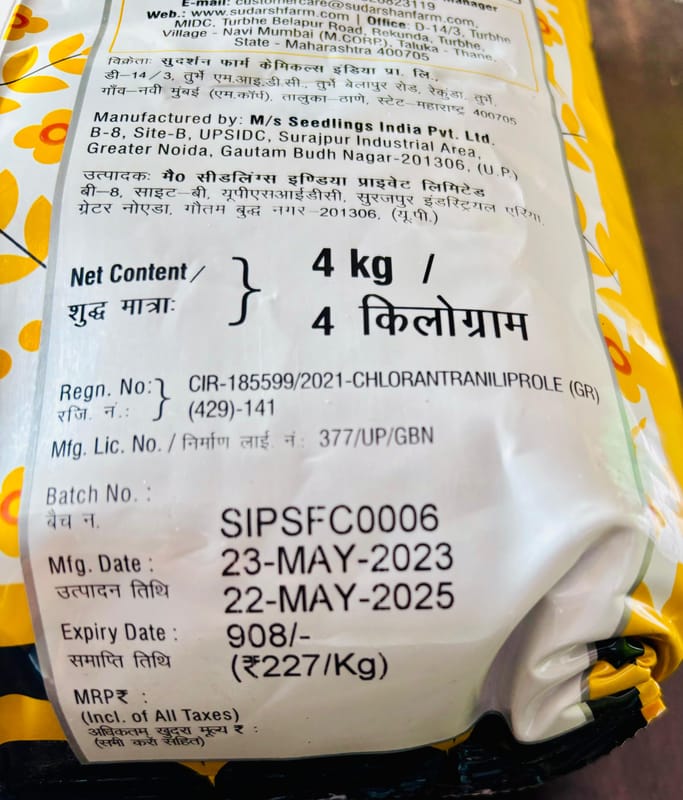 Manager
E-mail: customercare@sudarshanfarm.com,
Web.: www.sudarshanfarm.com, Office: D-14/3, Turbhe
MIDC, Turbhe Belapur Road, Rekunda, Turbhe,
Village - Navi Mumbai (M.CORP), Taluka - Thane,
State - Maharashtra 400705
विक्रेताः सुदर्शन फार्म केमिकल्स इंडिया प्रा. लि.,
डी-14/3, तुर्भे एम.आइ.डी.सी., तुर्भे बेलापुर रोड, रेकुंडा, तुर्भे,
गाँव-नवी मुंबई (एम.कॉर्प), तालुका-ठाणे, स्टेट-महाराष्ट्र 400705
Manufactured by: M/s Seedlings India Pvt. Ltd.
B-8, Site-B, UPSIDC, Surajpur Industrial Area,
Greater Noida, Gautam Budh Nagar-201306, (U.P.)
उत्पादकः मै० सीडलिंग्स इण्डिया प्राइवेट लिमिटेड
बी-8, साइट-बी, यूपीएसआईडीसी, सुरजपुर इंडस्ट्रियल एरिया,
ग्रेटर नोएडा, गौतम बुद्ध नगर-201306, (यू.पी.)
Net Content / } 4 kg /
शुद्ध मात्राः 4 किलोग्राम
Regn. No: } CIR-185599/2021-CHLORANTRANILIPROLE (GR)
रजि. नं.: (429)-141
Mfg. Lic. No. / निर्माण लाई. नं: 377/UP/GBN
Batch No. :
बैच न. SIPSFC0006
Mfg. Date : 23-MAY-2023
उत्पादन तिथि 22-MAY-2025
Expiry Date : 908/-
समाप्ति तिथि (₹227/Kg)
MRP₹ :
(Incl. of All Taxes)
अधिकतम खुदरा मूल्य ₹ :
(सभी करों सहित)